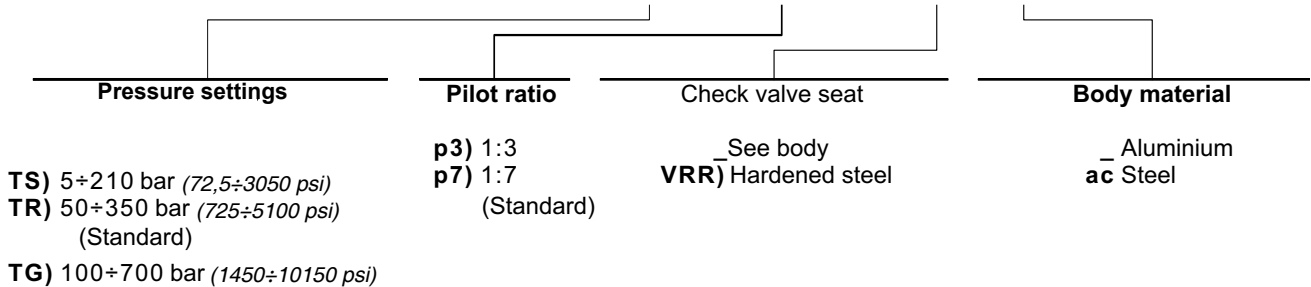 Pressure settings
Pilot ratio
Check valve seat
Body material
p3) 1:3
_See body
_ Aluminium
p7) 1:7
VRR) Hardened steel
ac Steel
TS) 5÷210 bar (72,5÷3050 psi)
(Standard)
TR) 50÷350 bar (725÷5100 psi)
(Standard)
TG) 100÷700 bar (1450÷10150 psi)